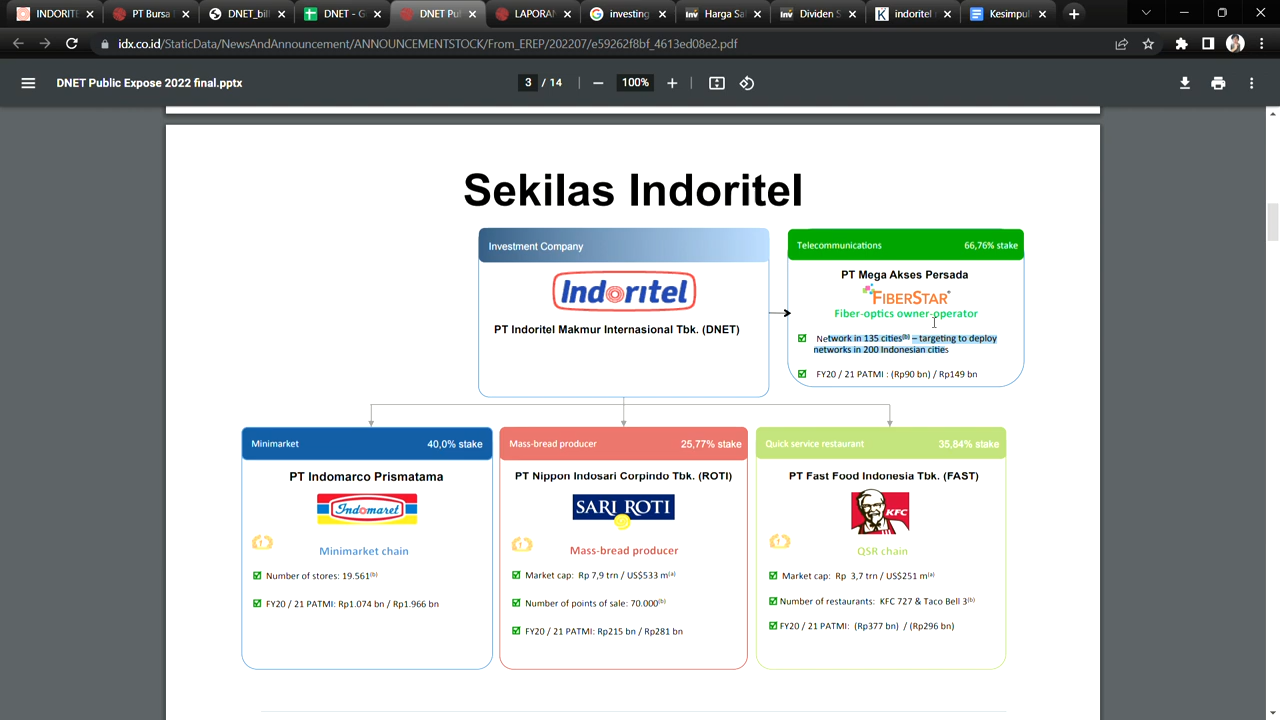 INDORITE
PT Bursa E
DNET_bill
DNET - G
DNET Pu
LAPORAN
investing
Harga Sa
Dividen S
indoritel
Kesimpul
idx.co.id/StaticData/NewsAndAnnouncement/ANNOUNCEMENTSTOCK/From_EREP/202207/e59262f8bf_4613ed08e2.pdf
DNET Public Expose 2022 final.pptx
3 / 14
100%
Sekilas Indoritel
Investment Company
Indoritel
PT Indoritel Makmur Internasional Tbk. (DNET)
Telecommunications 66,76% stake
PT Mega Akses Persada
FIBERSTAR
Fiber-optics owner-operator
Network in 135 cities(b) – targeting to deploy
networks in 200 Indonesian cities
FY20 / 21 PATMI : (Rp90 bn) / Rp149 bn
Minimarket 40,0% stake
PT Indomarco Prismatama
Indomaret
1
Minimarket chain
Number of stores: 19.561(b)
FY20 / 21 PATMI: Rp1.074 bn / Rp1.966 bn
Mass-bread producer 25,77% stake
PT Nippon Indosari Corpindo Tbk. (ROTI)
SARI ROTI
1
Mass-bread producer
Market cap: Rp 7,9 trn / US$533 m(a)
Number of points of sale: 70.000(b)
FY20 / 21 PATMI: Rp215 bn / Rp281 bn
Quick service restaurant 35,84% stake
PT Fast Food Indonesia Tbk. (FAST)
KFC
1
QSR chain
Market cap: Rp 3,7 trn / US$251 m(a)
Number of restaurants: KFC 727 & Taco Bell 3(b)
FY20 / 21 PATMI: (Rp377 bn) / (Rp296 bn)